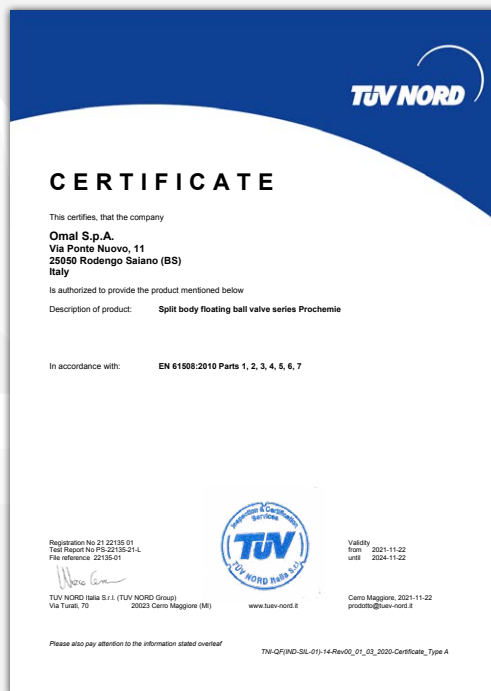 TÜV NORD
CERTIFICATE
This certifies, that the company
Omal S.p.A.
Via Ponte Nuovo, 11
25050 Rodengo Saiano (BS)
Italy
Is authorized to provide the product mentioned below
Description of product: Split body floating ball valve series Prochemie
In accordance with: EN 61508:2010 Parts 1, 2, 3, 4, 5, 6, 7
Registration No 21 22135 01
Test Report No PS-22135-21-L
File reference 22135-01
Inspection & Certification Services
TÜV
TÜV NORD Italia S.r.l.
Validity
from 2021-11-22
until 2024-11-22
TUV NORD Italia S.r.l. (TUV NORD Group)
Via Turati, 70 20023 Cerro Maggiore (MI) www.tuev-nord.it
Cerro Maggiore, 2021-11-22
prodotto@tuev-nord.it
Please also pay attention to the information stated overleaf
TNI-QF(IND-SIL-01)-14-Rev00_01_03_2020-Certificate_Type A